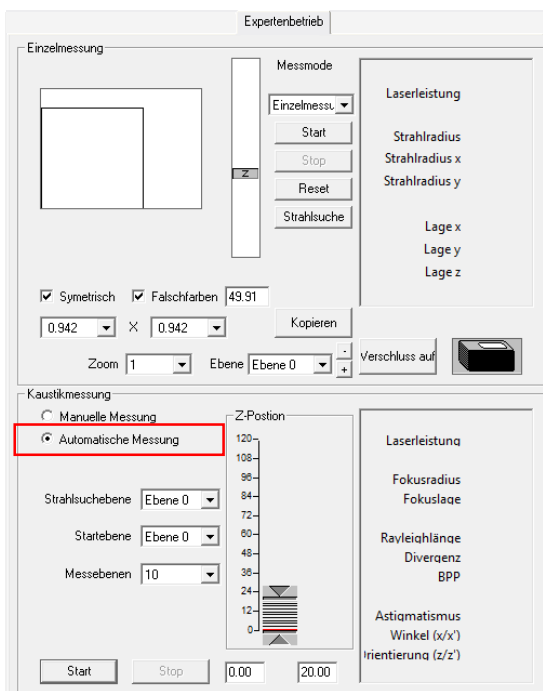 Expertenbetrieb
Einzelmessung
Messmode
Einzelmessu
Start
Stop
Reset
Strahlsuche
Z
Laserleistung
Strahlradius
Strahlradius x
Strahlradius y
Lage x
Lage y
Lage z
Symetrisch Falschfarben 49.91
0.942 X 0.942 Kopieren
Zoom 1 Ebene Ebene 0 - +
Verschluss auf
Kaustikmessung
Manuelle Messung
Automatische Messung
Strahlsuchebene Ebene 0
Startebene Ebene 0
Messebenen 10
Start Stop
Z-Postion
120
108
96
84
72
60
48
36
24
12
0
0.00 20.00
Laserleistung
Fokusradius
Fokuslage
Rayleighlänge
Divergenz
BPP
Astigmatismus
Winkel (x/x')
rientierung (z/z')